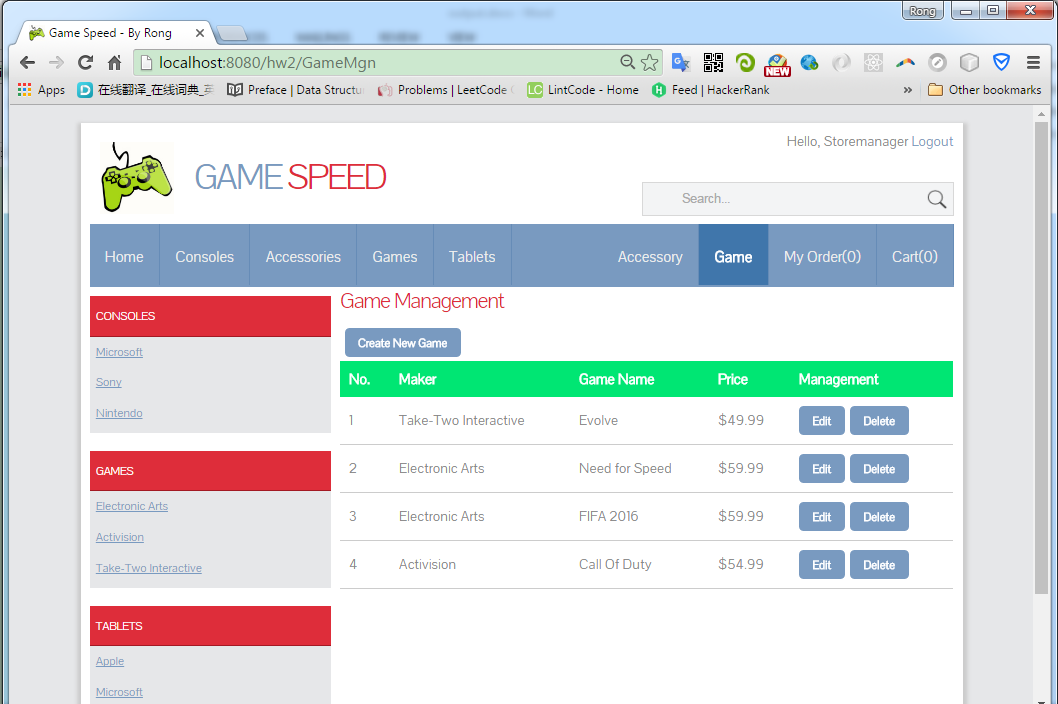 Rong
Game Speed - By Rong
localhost:8080/hw2/GameMgn
NEW
Apps
D 在线翻译_在线词典_
Preface | Data Structu
Problems | LeetCode
LC LintCode - Home
H Feed | HackerRank
»
Other bookmarks
Hello, Storemanager Logout
GAME SPEED
Search...
Home Consoles Accessories Games Tablets Accessory Game My Order(0) Cart(0)
CONSOLES
Microsoft
Sony
Nintendo
GAMES
Electronic Arts
Activision
Take-Two Interactive
TABLETS
Apple
Microsoft
Game Management
Create New Game
No. Maker Game Name Price Management
1 Take-Two Interactive Evolve $49.99 Edit Delete
2 Electronic Arts Need for Speed $59.99 Edit Delete
3 Electronic Arts FIFA 2016 $59.99 Edit Delete
4 Activision Call Of Duty $54.99 Edit Delete